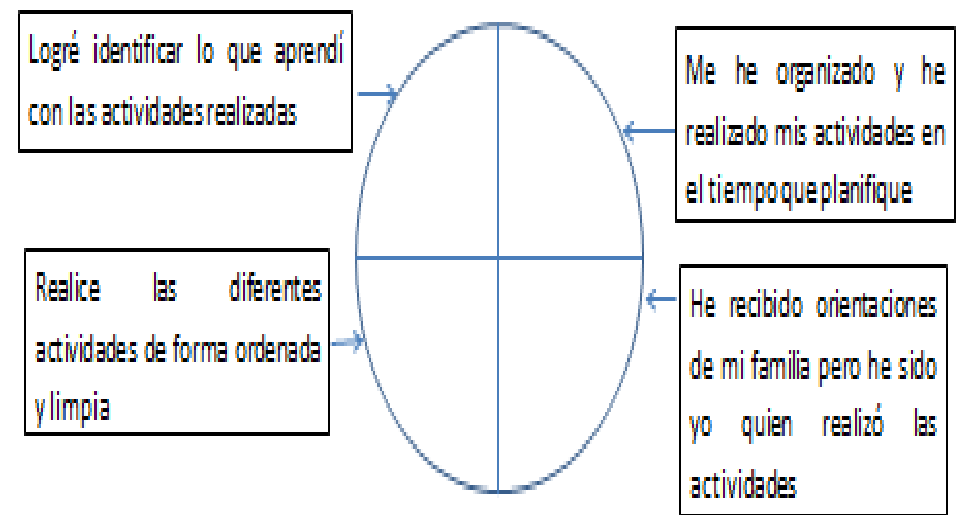 Logré identificar lo que aprendí
con las actividades realizadas
Me he organizado y he
realizado mis actividades en
el tiempo que planifique
Realice las diferentes
actividades de forma ordenada
y limpia
He recibido orientaciones
de mi familia pero he sido
yo quien realizó las
actividades